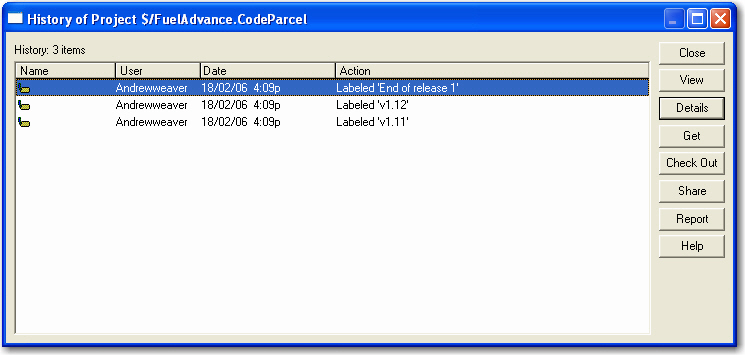 History of Project $/FuelAdvance.CodeParcel
History: 3 items
Name User Date Action
Andrewweaver 18/02/06 4:09p Labeled 'End of release 1'
Andrewweaver 18/02/06 4:09p Labeled 'v1.12'
Andrewweaver 18/02/06 4:09p Labeled 'v1.11'
Close
View
Details
Get
Check Out
Share
Report
Help